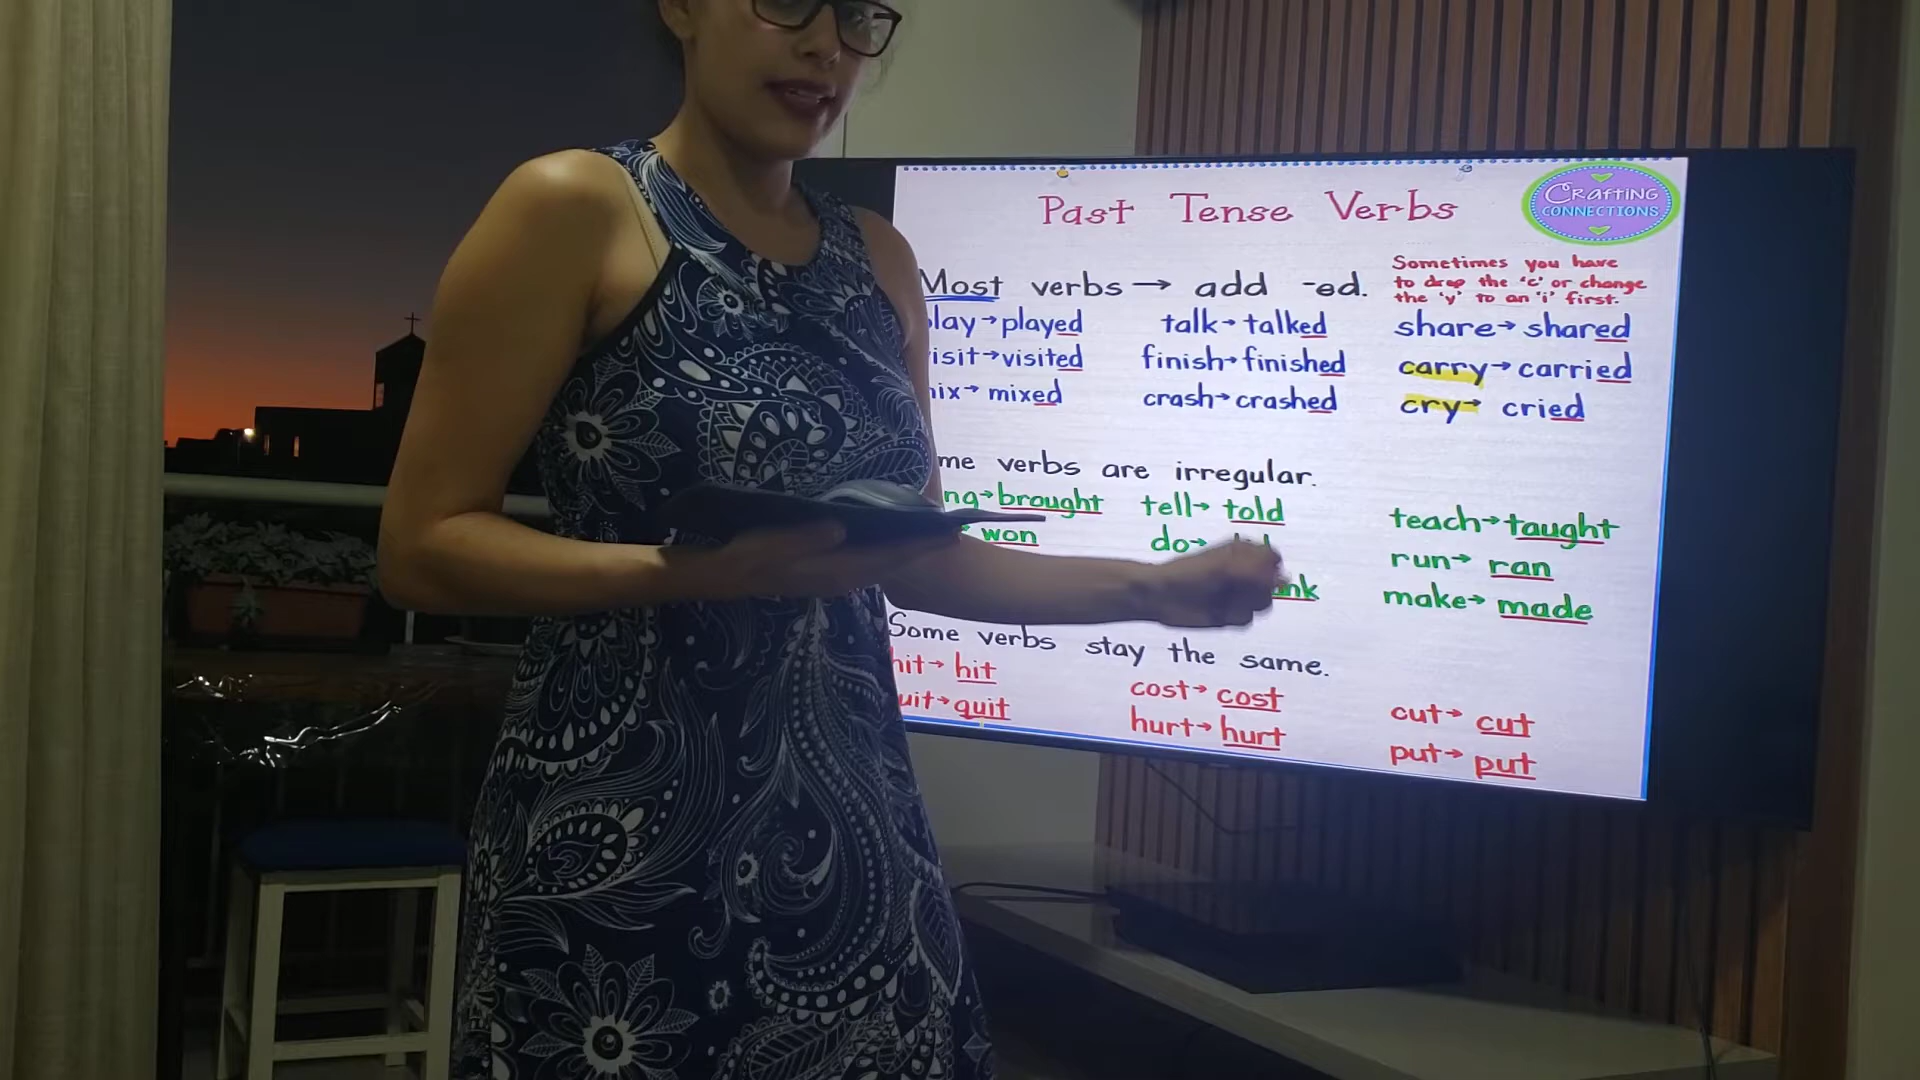 Past Tense Verbs
CRAFTING
CONNECTIONS
Most verbs → add -ed.
Sometimes you have
to drop the 'e' or change
the 'y' to an 'i' first.
lay → played talk → talked share → shared
isit → visited finish → finished carry → carried
ix → mixed crash → crashed cry → cried
me verbs are irregular.
ng → brought tell → told teach → taught
won do → run → ran
nk make → made
Some verbs stay the same.
hit → hit cost → cost cut → cut
uit → quit hurt → hurt put → put